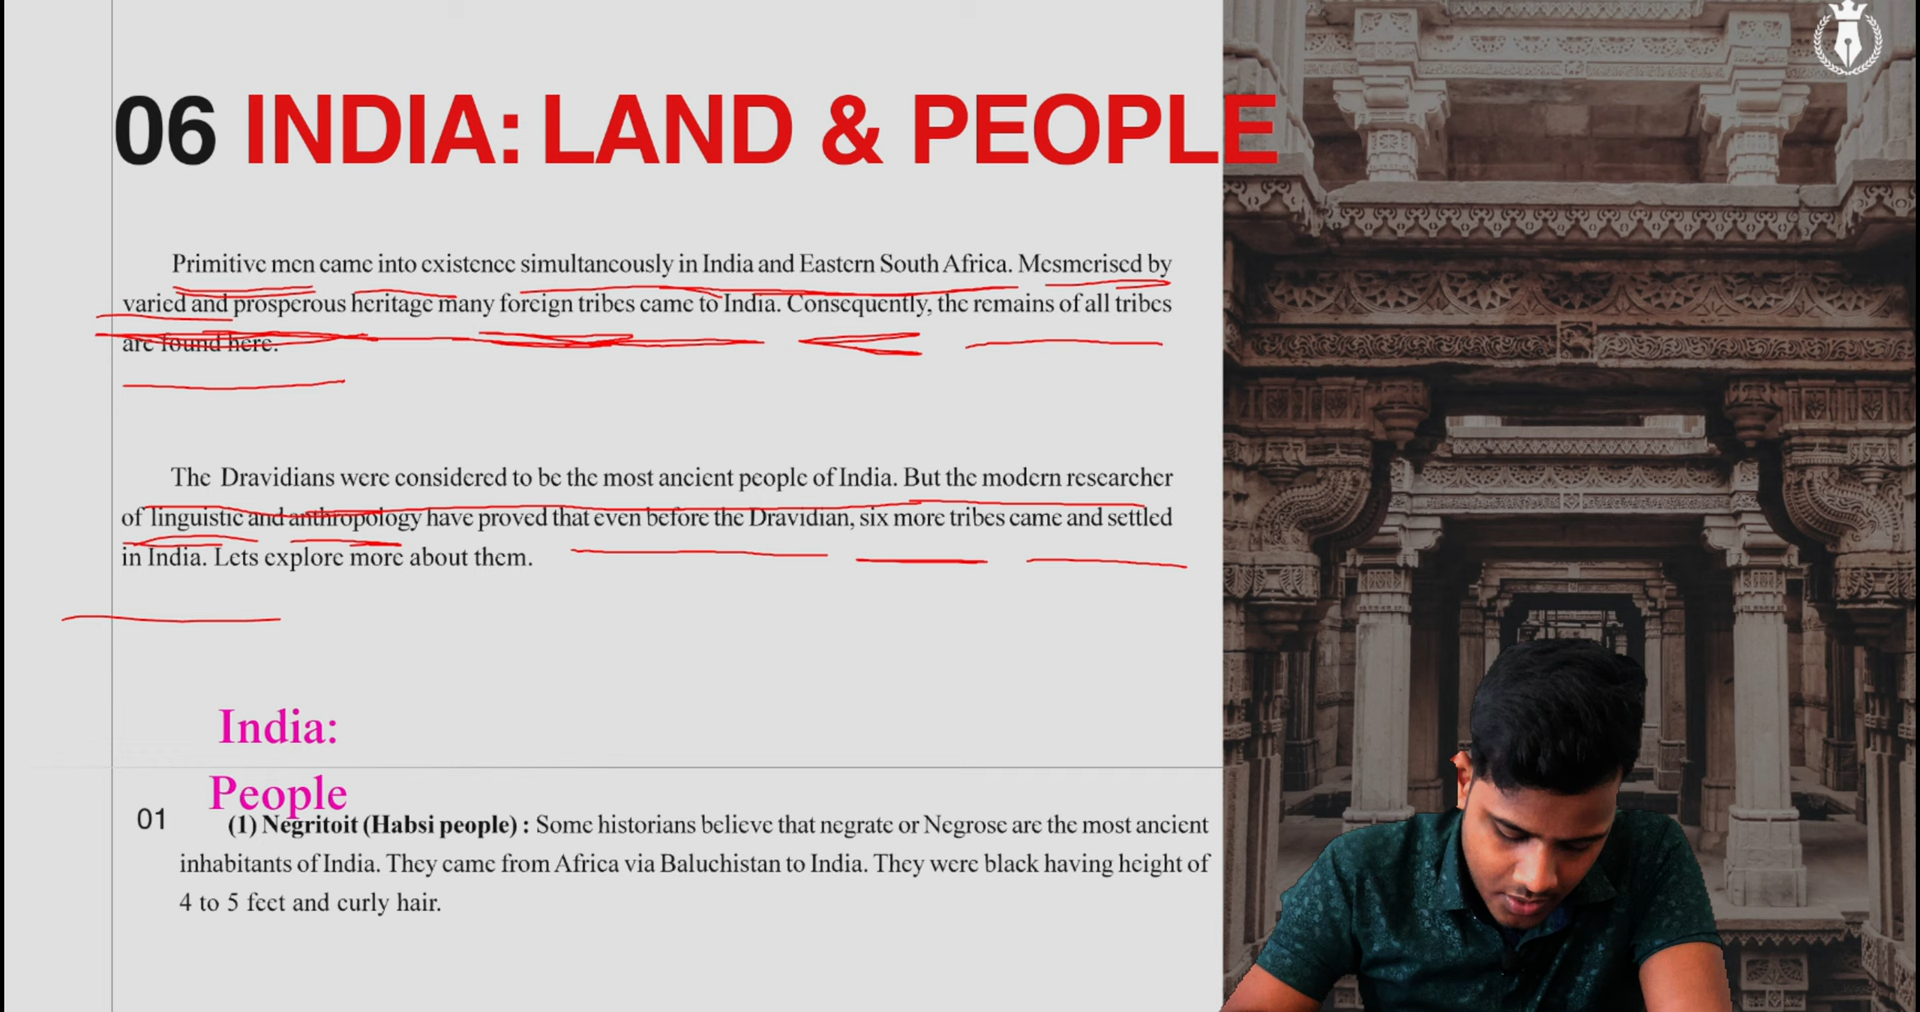 06 INDIA: LAND & PEOPLE
Primitive men came into existence simultaneously in India and Eastern South Africa. Mesmerised by
varied and prosperous heritage many foreign tribes came to India. Consequently, the remains of all tribes
are found here.
The Dravidians were considered to be the most ancient people of India. But the modern researcher
of linguistic and anthropology have proved that even before the Dravidian, six more tribes came and settled
in India. Lets explore more about them.
India:
People
01
(1) Negritoit (Habsi people) : Some historians believe that negrate or Negrose are the most ancient
inhabitants of India. They came from Africa via Baluchistan to India. They were black having height of
4 to 5 feet and curly hair.